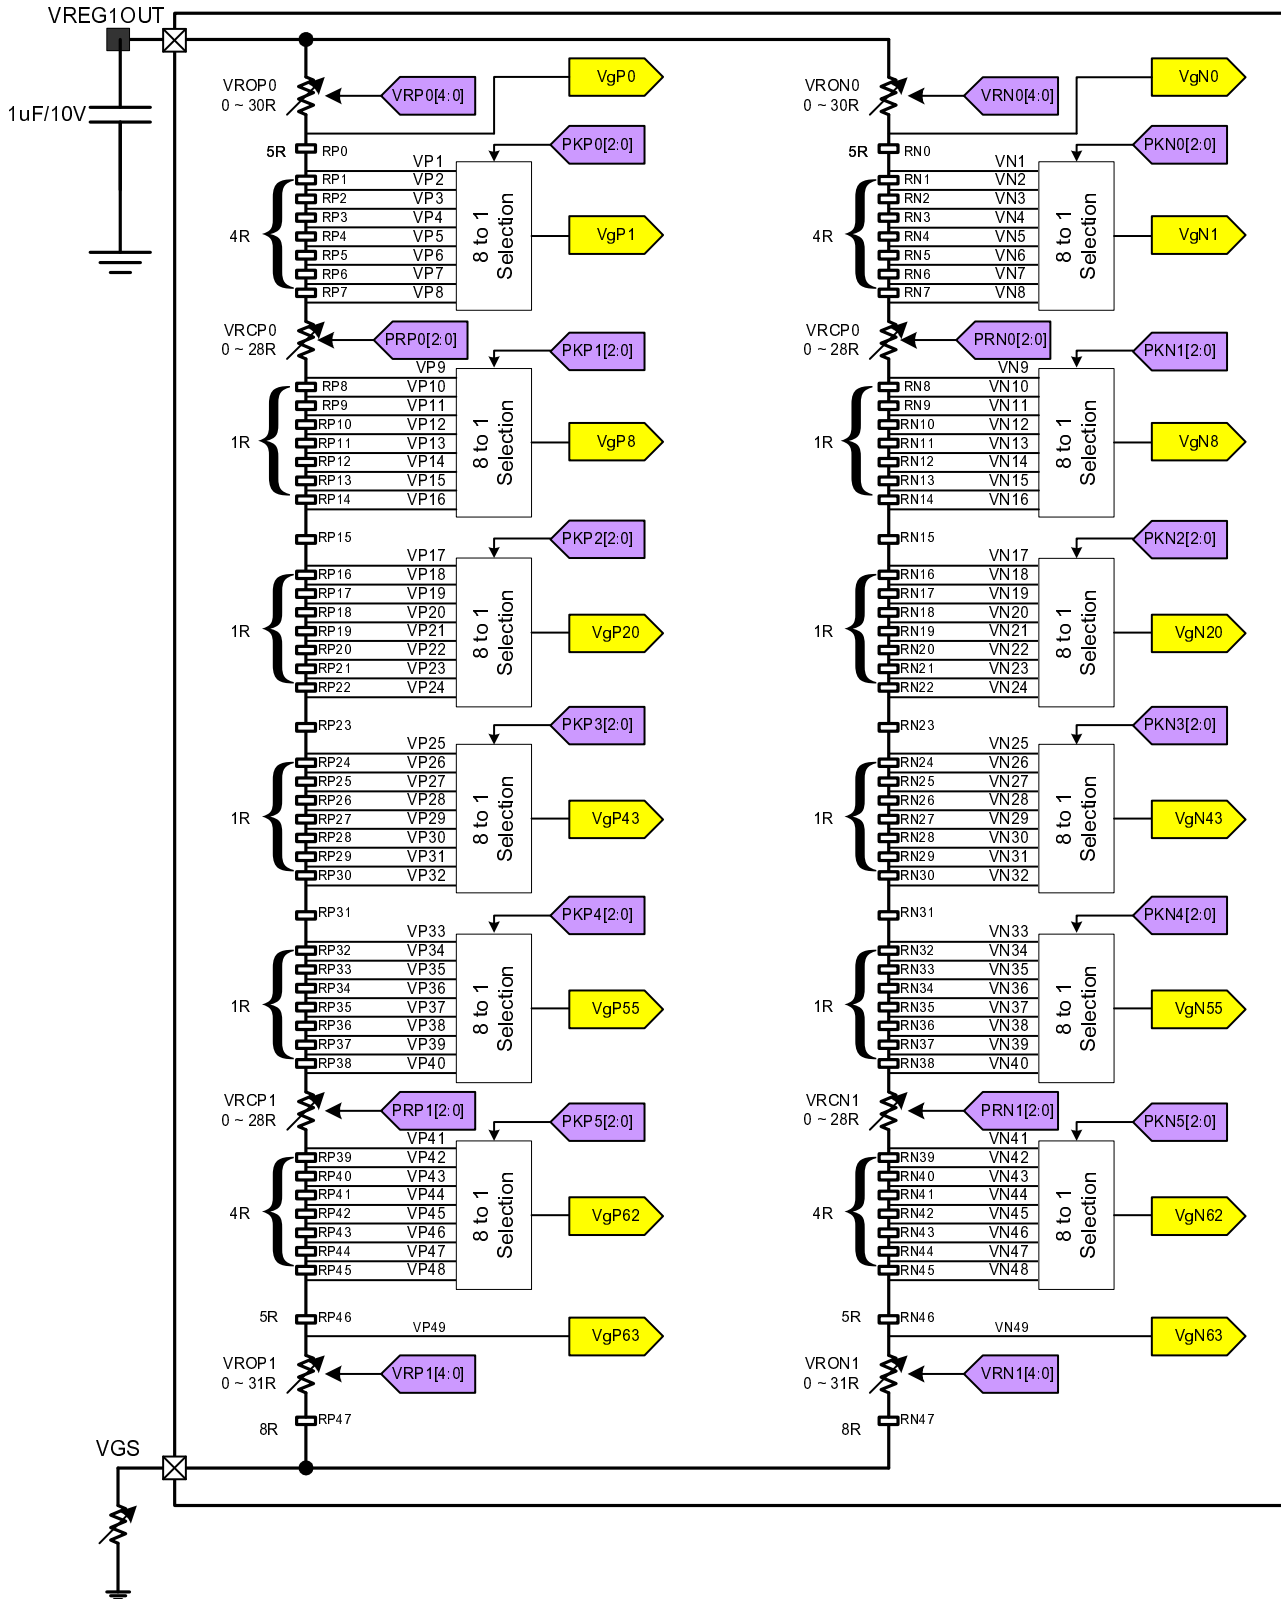 VREG1OUT
1uF/10V
VROP0
0 ~ 30R
VRP0[4:0]
VgP0
5R
RP0
PKP0[2:0]
VP1
RP1
VP2
RP2
VP3
RP3
VP4
4R
RP4
VP5
RP5
VP6
RP6
VP7
RP7
VP8
8 to 1
Selection
VgP1
VRCP0
0 ~ 28R
PRP0[2:0]
PKP1[2:0]
VP9
RP8
VP10
RP9
VP11
RP10
VP12
1R
RP11
VP13
RP12
VP14
RP13
VP15
RP14
VP16
8 to 1
Selection
VgP8
RP15
PKP2[2:0]
VP17
RP16
VP18
RP17
VP19
RP18
VP20
1R
RP19
VP21
RP20
VP22
RP21
VP23
RP22
VP24
8 to 1
Selection
VgP20
RP23
PKP3[2:0]
VP25
RP24
VP26
RP25
VP27
RP26
VP28
1R
RP27
VP29
RP28
VP30
RP29
VP31
RP30
VP32
8 to 1
Selection
VgP43
RP31
PKP4[2:0]
VP33
RP32
VP34
RP33
VP35
RP34
VP36
1R
RP35
VP37
RP36
VP38
RP37
VP39
RP38
VP40
8 to 1
Selection
VgP55
VRCP1
0 ~ 28R
PRP1[2:0]
PKP5[2:0]
VP41
RP39
VP42
RP40
VP43
RP41
VP44
4R
RP42
VP45
RP43
VP46
RP44
VP47
RP45
VP48
8 to 1
Selection
VgP62
5R
RP46
VP49
VgP63
VROP1
0 ~ 31R
VRP1[4:0]
RP47
8R
VGS
VRON0
0 ~ 30R
VRN0[4:0]
VgN0
5R
RN0
PKN0[2:0]
VN1
RN1
VN2
RN2
VN3
RN3
VN4
4R
RN4
VN5
RN5
VN6
RN6
VN7
RN7
VN8
8 to 1
Selection
VgN1
VRCP0
0 ~ 28R
PRN0[2:0]
PKN1[2:0]
VN9
RN8
VN10
RN9
VN11
RN10
VN12
1R
RN11
VN13
RN12
VN14
RN13
VN15
RN14
VN16
8 to 1
Selection
VgN8
RN15
PKN2[2:0]
VN17
RN16
VN18
RN17
VN19
RN18
VN20
1R
RN19
VN21
RN20
VN22
RN21
VN23
RN22
VN24
8 to 1
Selection
VgN20
RN23
PKN3[2:0]
VN25
RN24
VN26
RN25
VN27
RN26
VN28
1R
RN27
VN29
RN28
VN30
RN29
VN31
RN30
VN32
8 to 1
Selection
VgN43
RN31
PKN4[2:0]
VN33
RN32
VN34
RN33
VN35
RN34
VN36
1R
RN35
VN37
RN36
VN38
RN37
VN39
RN38
VN40
8 to 1
Selection
VgN55
VRCN1
0 ~ 28R
PRN1[2:0]
PKN5[2:0]
VN41
RN39
VN42
RN40
VN43
RN41
VN44
4R
RN42
VN45
RN43
VN46
RN44
VN47
RN45
VN48
8 to 1
Selection
VgN62
5R
RN46
VN49
VgN63
VRON1
0 ~ 31R
VRN1[4:0]
RN47
8R